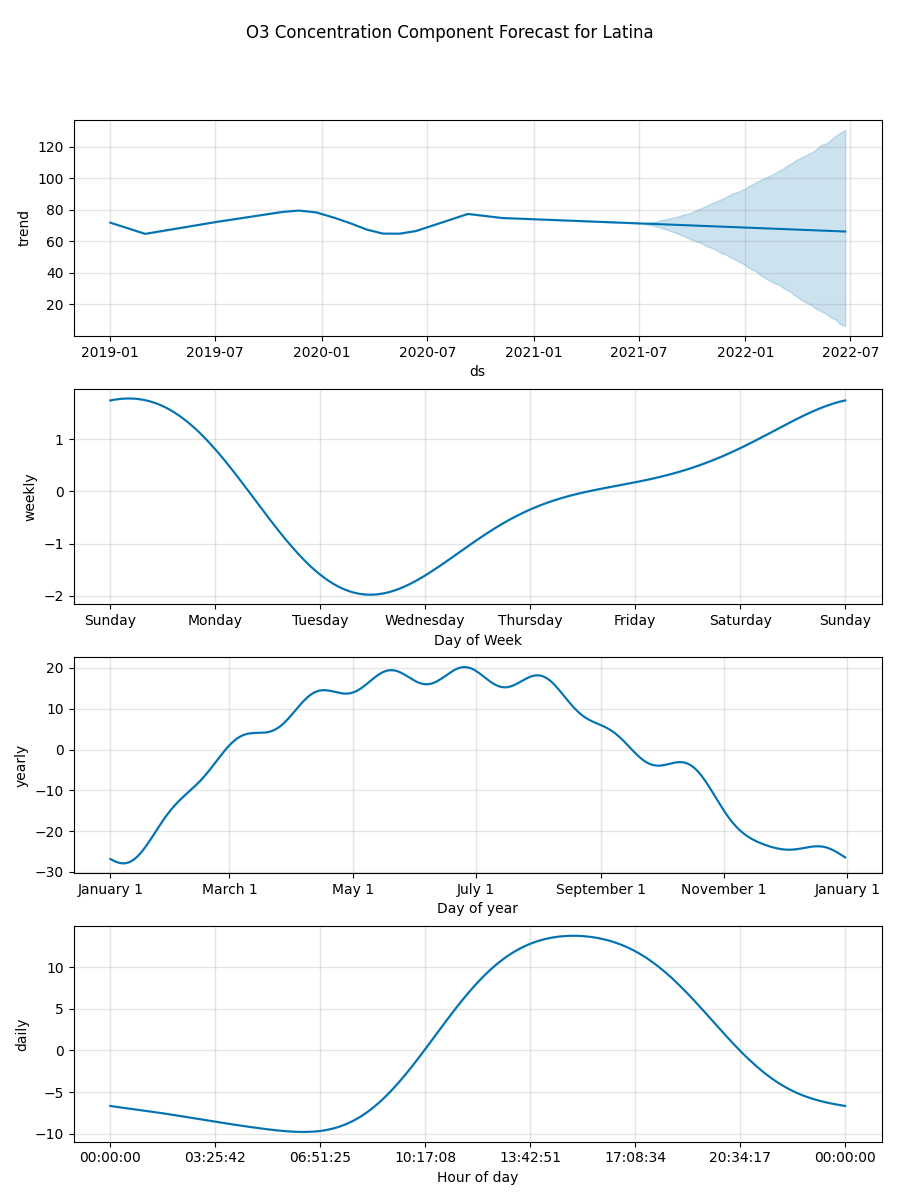 O3 Concentration Component Forecast for Latina
trend
120
100
80
60
40
20
2019-01 2019-07 2020-01 2020-07 2021-01 2021-07 2022-01 2022-07
ds
weekly
1
0
−1
−2
Sunday Monday Tuesday Wednesday Thursday Friday Saturday Sunday
Day of Week
yearly
20
10
0
−10
−20
−30
January 1 March 1 May 1 July 1 September 1 November 1 January 1
Day of year
daily
10
5
0
−5
−10
00:00:00 03:25:42 06:51:25 10:17:08 13:42:51 17:08:34 20:34:17 00:00:00
Hour of day